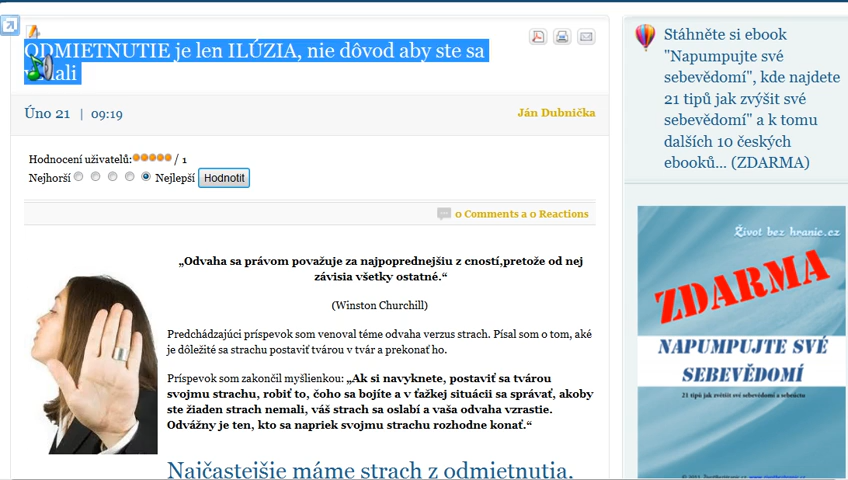 ODMIETNUTIE je len ILÚZIA, nie dôvod aby ste sa
Úno 21 | 09:19
Ján Dubnička
Hodnocení uživatelů: / 1
Nejhorší Nejlepší Hodnotit
0 Comments a 0 Reactions
„Odvaha sa právom považuje za najpoprednejšiu z cností,pretože od nej
závisia všetky ostatné.“
(Winston Churchill)
Predchádzajúci príspevok som venoval téme odvaha verzus strach. Písal som o tom, aké
je dôležité sa strachu postaviť tvárou v tvár a prekonať ho.
Príspevok som zakončil myšlienkou: „Ak si navyknete, postaviť sa tvárou
svojmu strachu, robiť to, čoho sa bojíte a v ťažkej situácii sa správať, akoby
ste žiaden strach nemali, váš strach sa oslabí a vaša odvaha vzrastie.
Odvážny je ten, kto sa napriek svojmu strachu rozhodne konať.“
Najčastejšie máme strach z odmietnutia.
Stáhněte si ebook
"Napumpujte své
sebevědomí", kde najdete
21 tipů jak zvýšit své
sebevědomí" a k tomu
dalších 10 českých
ebooků... (ZDARMA)
Život bez hranic.cz
ZDARMA
NAPUMPUJTE SVÉ
SEBEVĚDOMÍ
21 tipů jak zvětšit své sebevědomí a sebeúctu